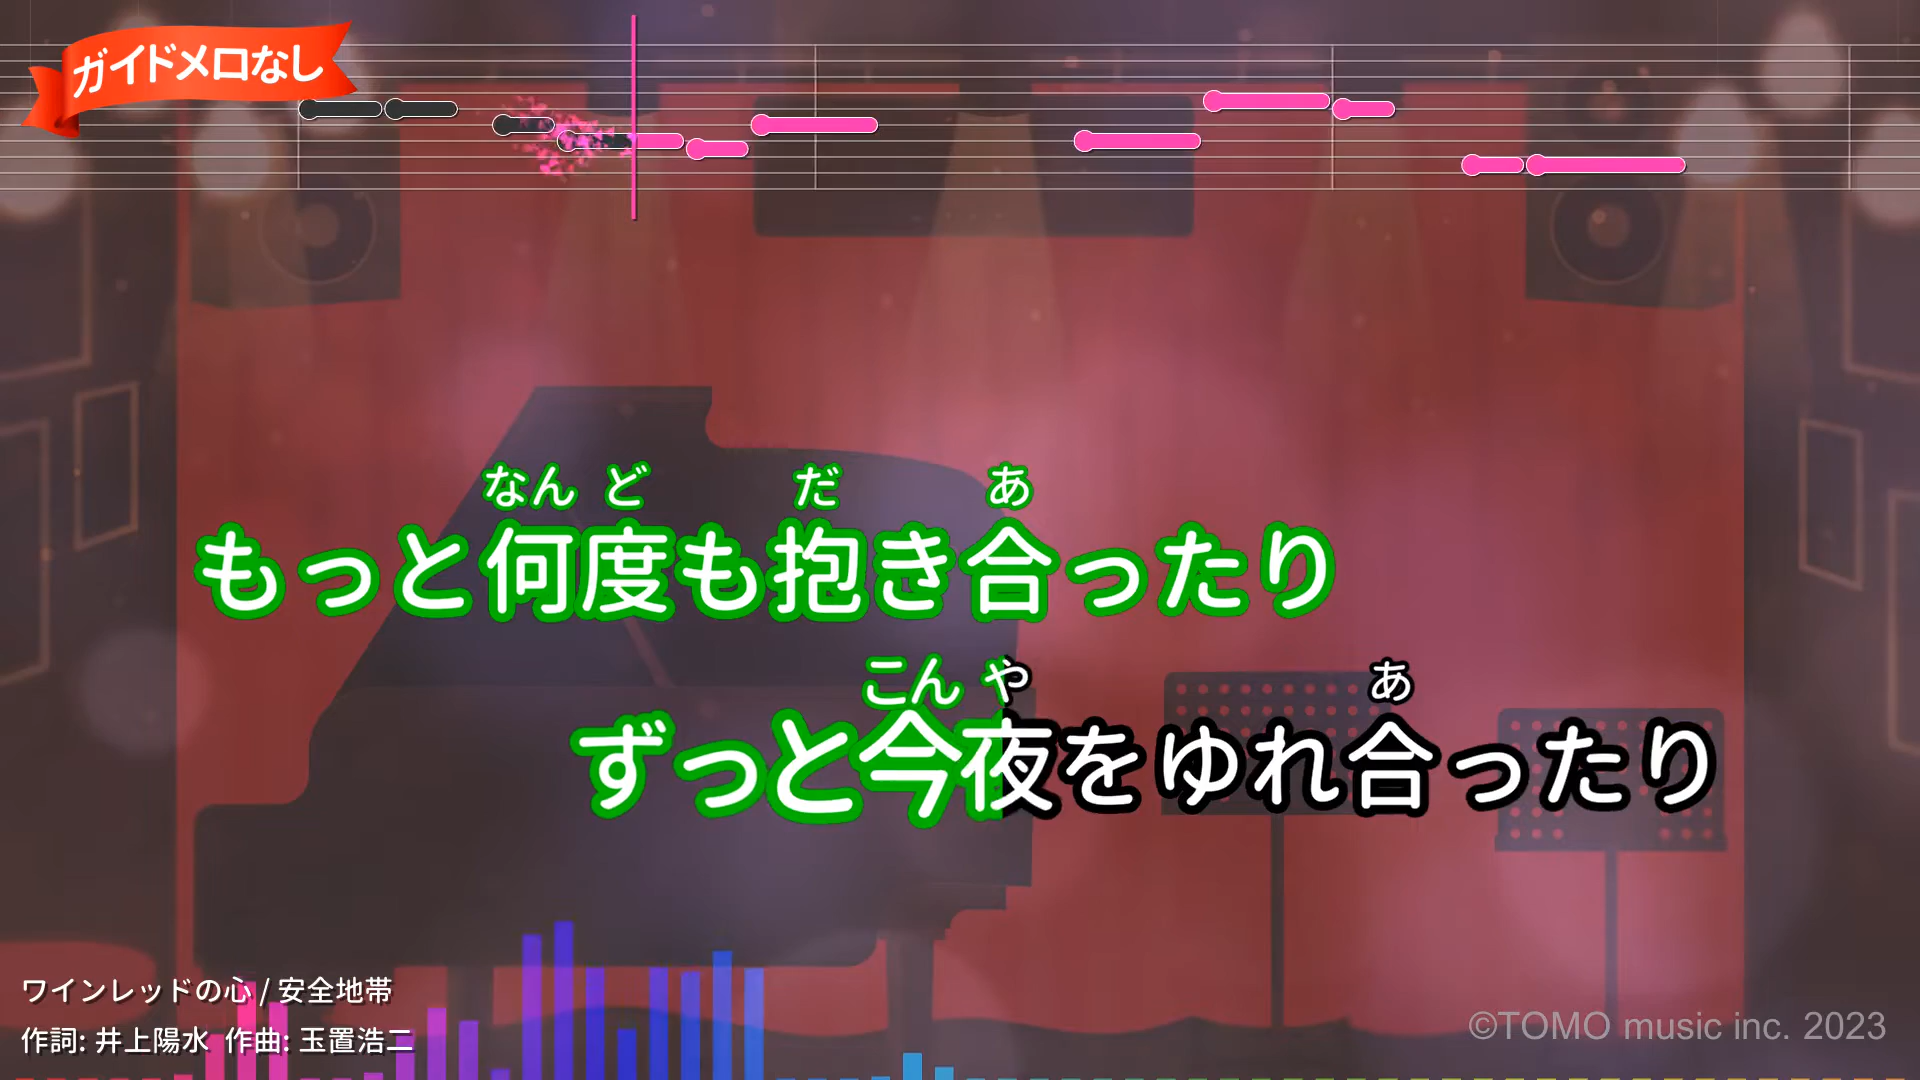 ガイドメロなし
なん ど だ あ
もっと何度も抱き合ったり
こん や あ
ずっと今夜をゆれ合ったり
ワインレッドの心 / 安全地帯
作詞: 井上陽水 作曲: 玉置浩二
©TOMO music inc. 2023